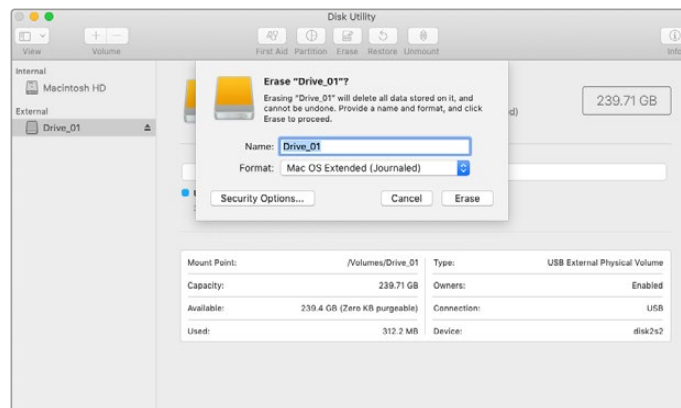 Disk Utility
View
Volume
First Aid Partition Erase Restore Unmount
Info
Internal
Macintosh HD
External
Drive_01
Erase "Drive_01"?
Erasing "Drive_01" will delete all data stored on it, and
cannot be undone. Provide a name and format, and click
Erase to proceed.
Name: Drive_01
Format: Mac OS Extended (Journaled)
Security Options... Cancel Erase
239.71 GB
Mount Point: /Volumes/Drive_01 Type: USB External Physical Volume
Capacity: 239.71 GB Owners: Enabled
Available: 239.4 GB (Zero KB purgeable) Connection: USB
Used: 312.2 MB Device: disk2s2